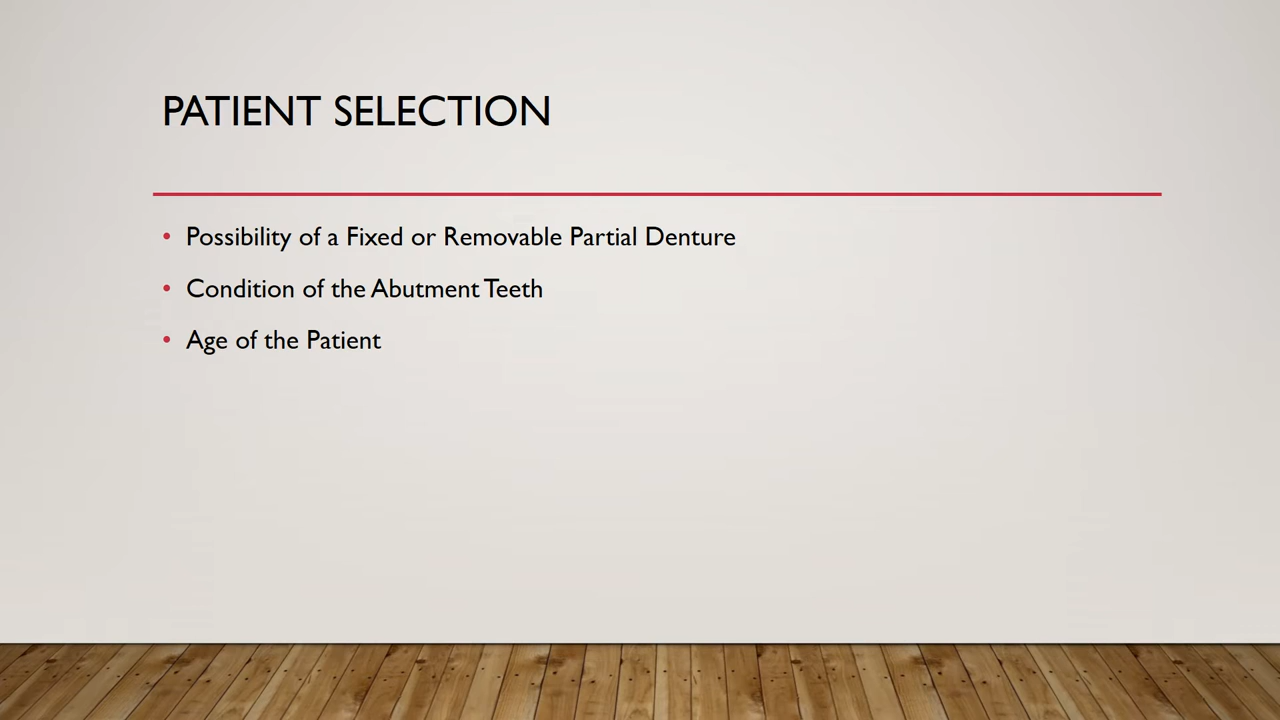 PATIENT SELECTION
• Possibility of a Fixed or Removable Partial Denture
• Condition of the Abutment Teeth
• Age of the Patient